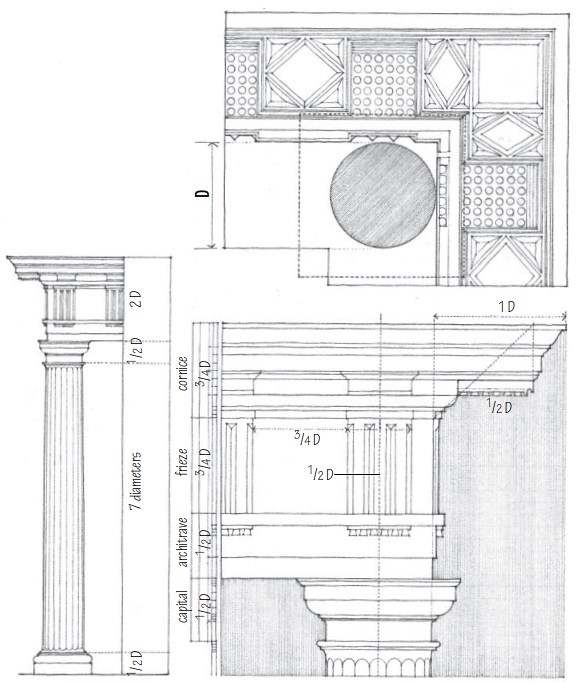 D
2 D
1/2 D
7 diameters
1/2 D
1 D
cornice
3/4 D
1/2 D
frieze
3/4 D
3/4 D
1/2 D
architrave
1/2 D
capital
1/2 D